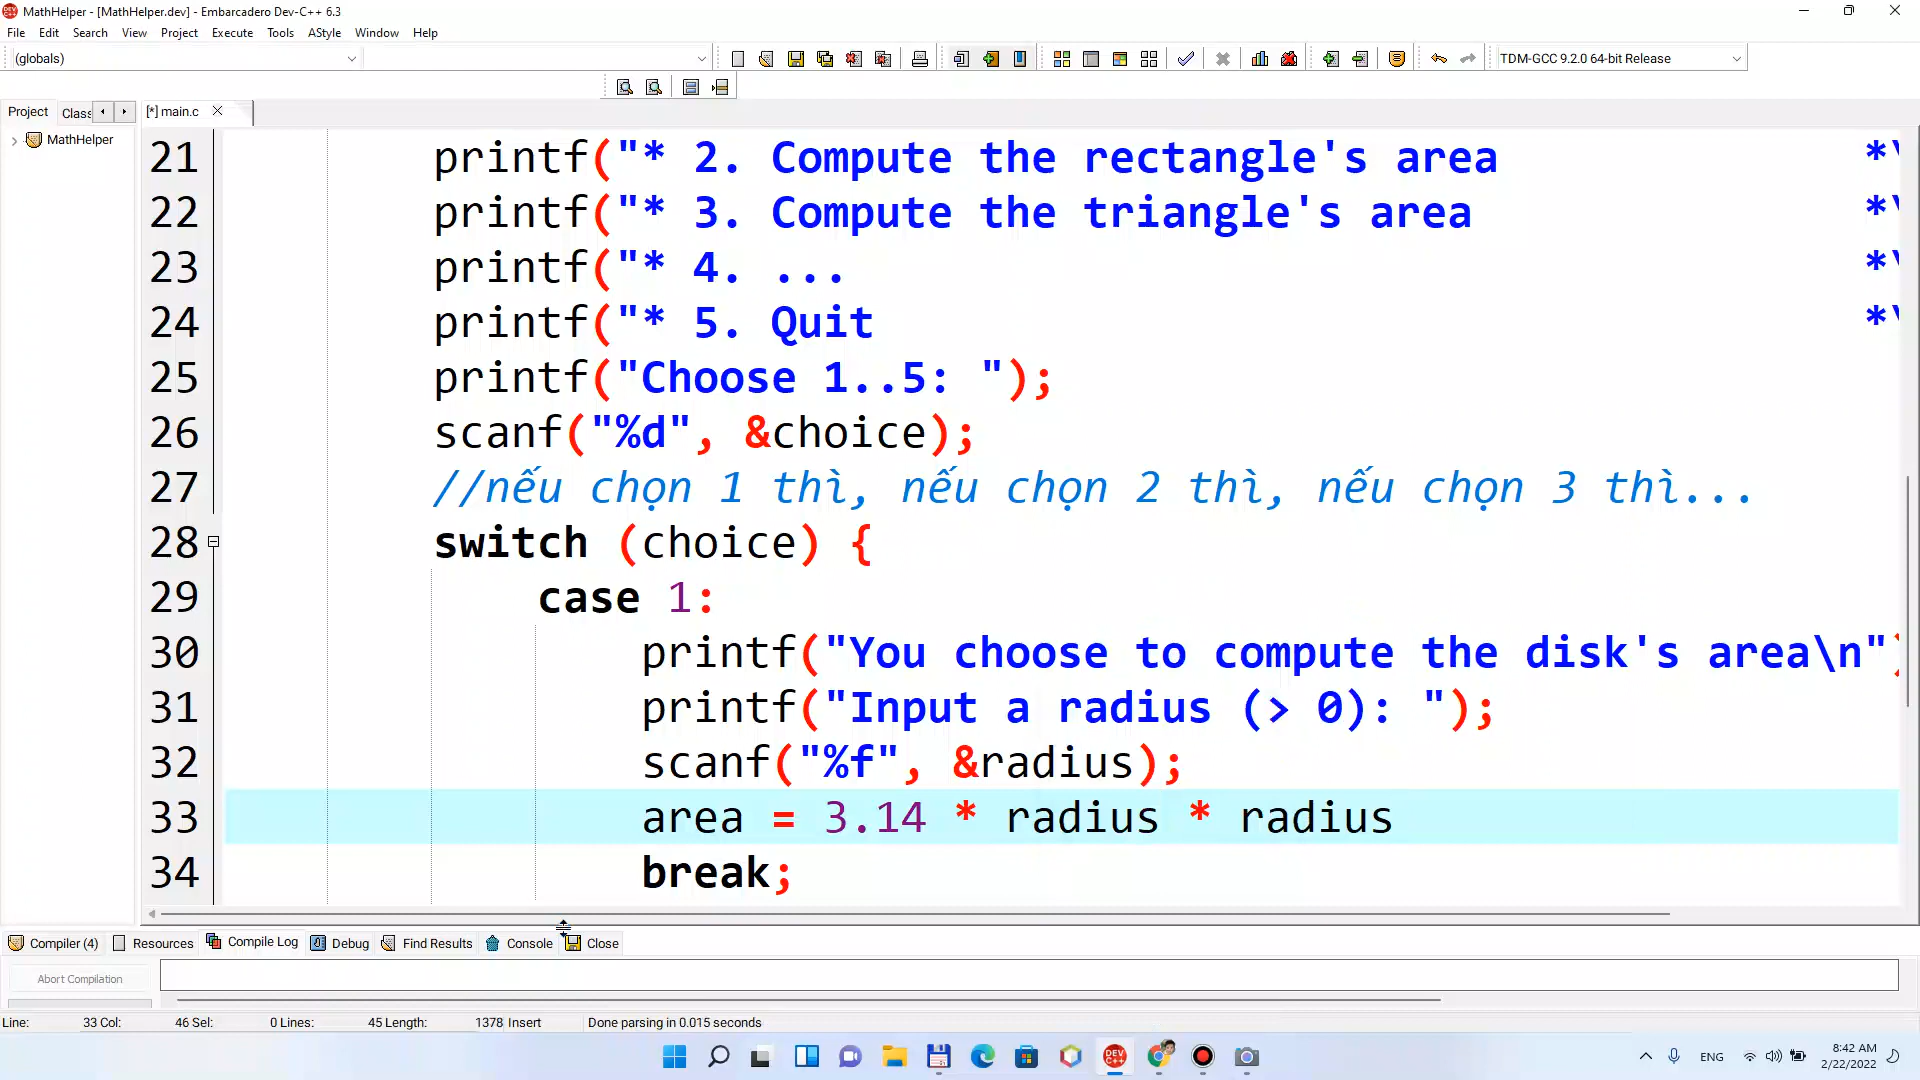 MathHelper - [MathHelper.dev] - Embarcadero Dev-C++ 6.3
File Edit Search View Project Execute Tools AStyle Window Help
(globals)
TDM-GCC 9.2.0 64-bit Release
Project Class
[*] main.c
MathHelper
21 printf("* 2. Compute the rectangle's area *\
22 printf("* 3. Compute the triangle's area *\
23 printf("* 4. ... *\
24 printf("* 5. Quit *\
25 printf("Choose 1..5: ");
26 scanf("%d", &choice);
27 //nếu chọn 1 thì, nếu chọn 2 thì, nếu chọn 3 thì...
28 switch (choice) {
29 case 1:
30 printf("You choose to compute the disk's area\n")
31 printf("Input a radius (> 0): ");
32 scanf("%f", &radius);
33 area = 3.14 * radius * radius
34 break;
Compiler (4) Resources Compile Log Debug Find Results Console Close
Abort Compilation
Line: 33 Col: 46 Sel: 0 Lines: 45 Length: 1378 Insert Done parsing in 0.015 seconds
DEV C++
ENG
8:42 AM
2/22/2022